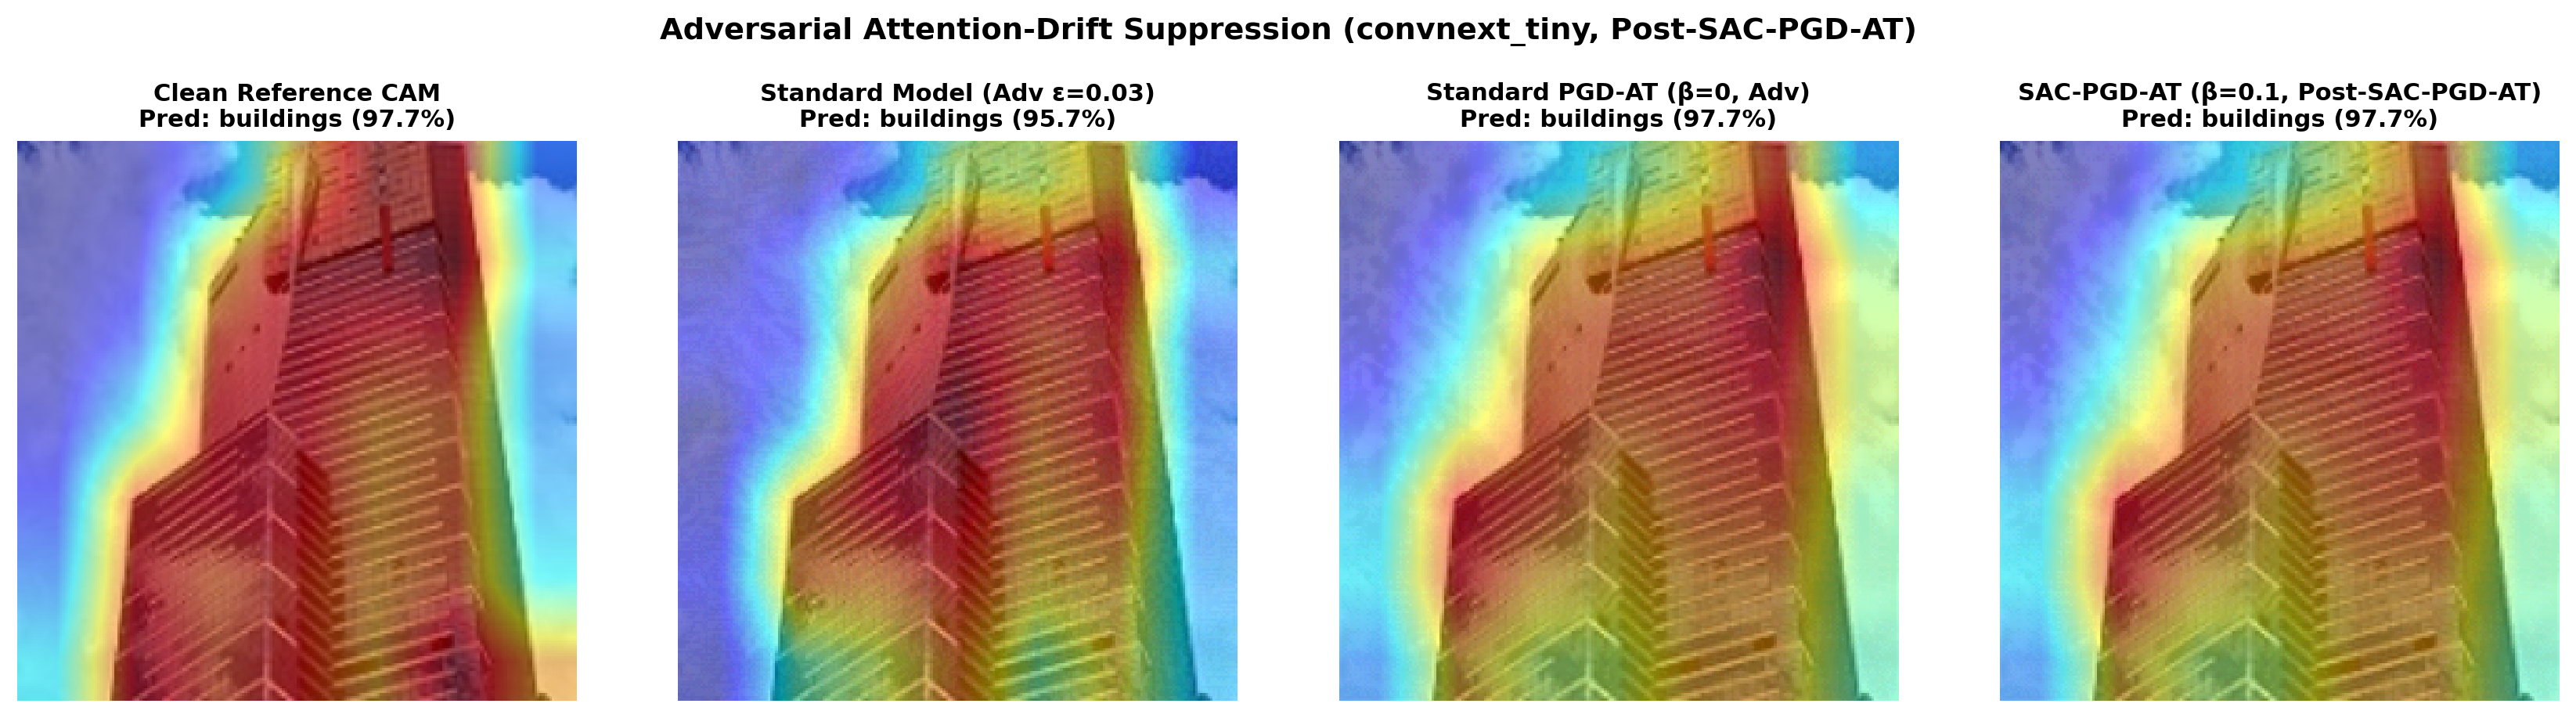 Adversarial Attention-Drift Suppression (convnext_tiny, Post-SAC-PGD-AT)
Clean Reference CAM
Pred: buildings (97.7%)
Standard Model (Adv ε=0.03)
Pred: buildings (95.7%)
Standard PGD-AT (β=0, Adv)
Pred: buildings (97.7%)
SAC-PGD-AT (β=0.1, Post-SAC-PGD-AT)
Pred: buildings (97.7%)